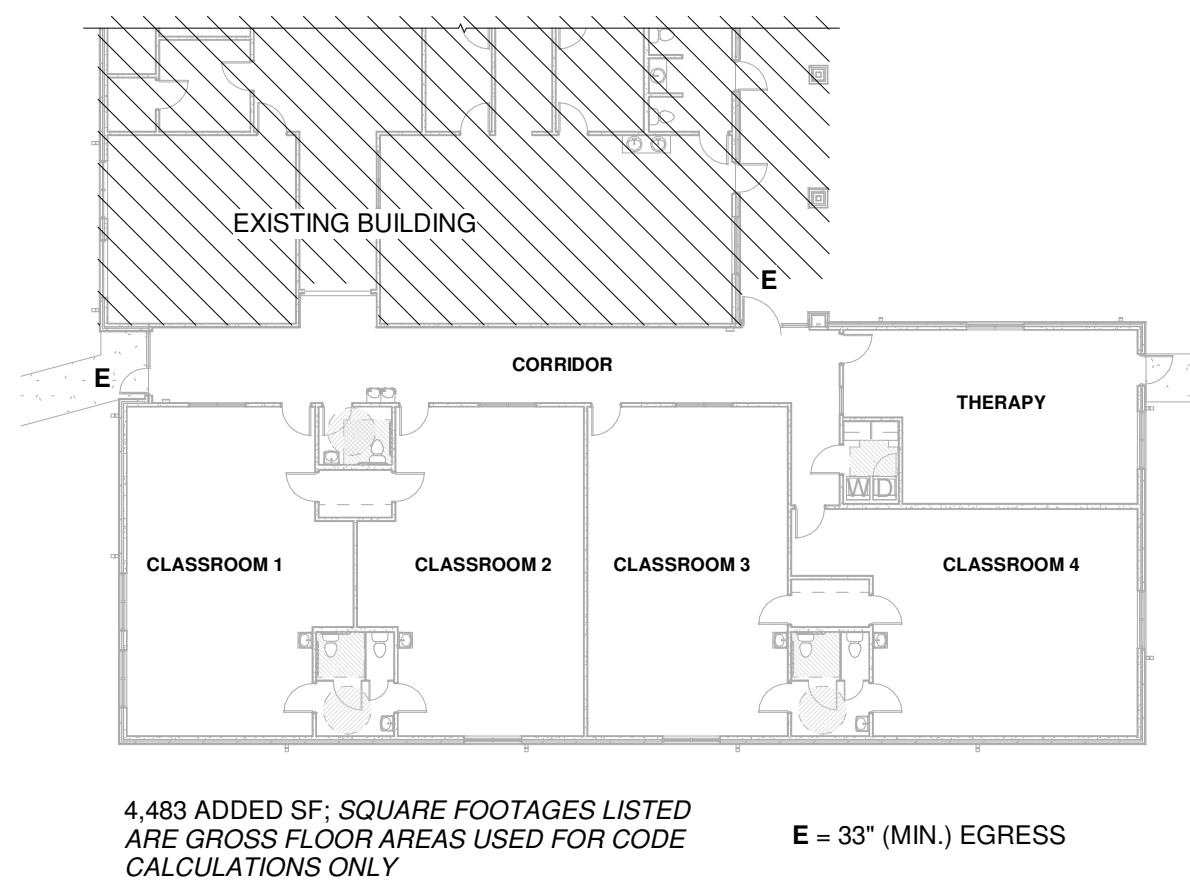 EXISTING BUILDING
E
CORRIDOR
E
THERAPY
W D
CLASSROOM 1
CLASSROOM 2
CLASSROOM 3
CLASSROOM 4
4,483 ADDED SF; SQUARE FOOTAGES LISTED
ARE GROSS FLOOR AREAS USED FOR CODE
CALCULATIONS ONLY
E = 33" (MIN.) EGRESS